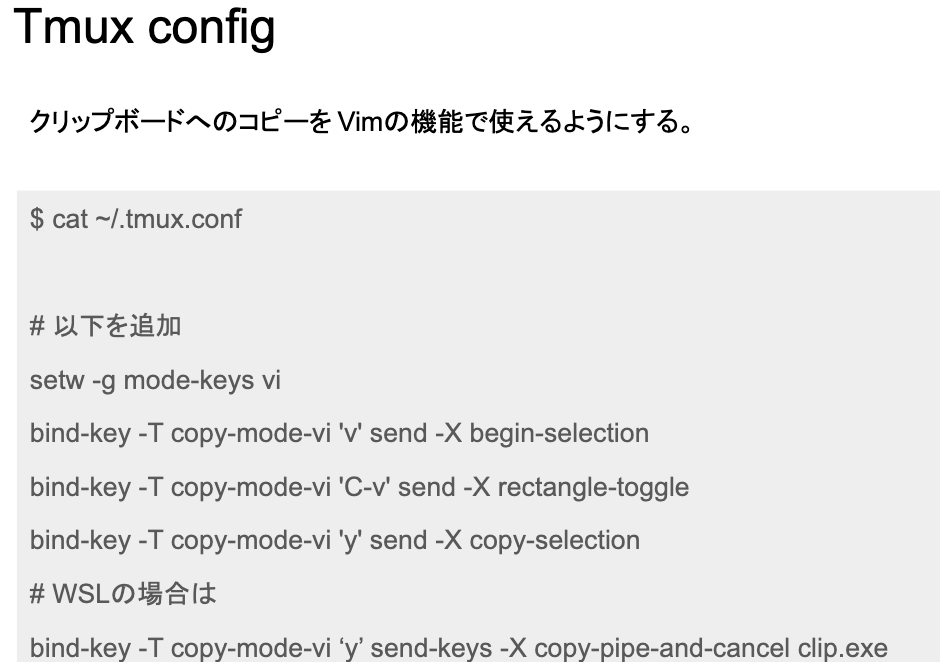 Tmux config
クリップボードへのコピーを Vimの機能で使えるようにする。
$ cat ~/.tmux.conf
# 以下を追加
setw -g mode-keys vi
bind-key -T copy-mode-vi 'v' send -X begin-selection
bind-key -T copy-mode-vi 'C-v' send -X rectangle-toggle
bind-key -T copy-mode-vi 'y' send -X copy-selection
# WSLの場合は
bind-key -T copy-mode-vi ‘y’ send-keys -X copy-pipe-and-cancel clip.exe